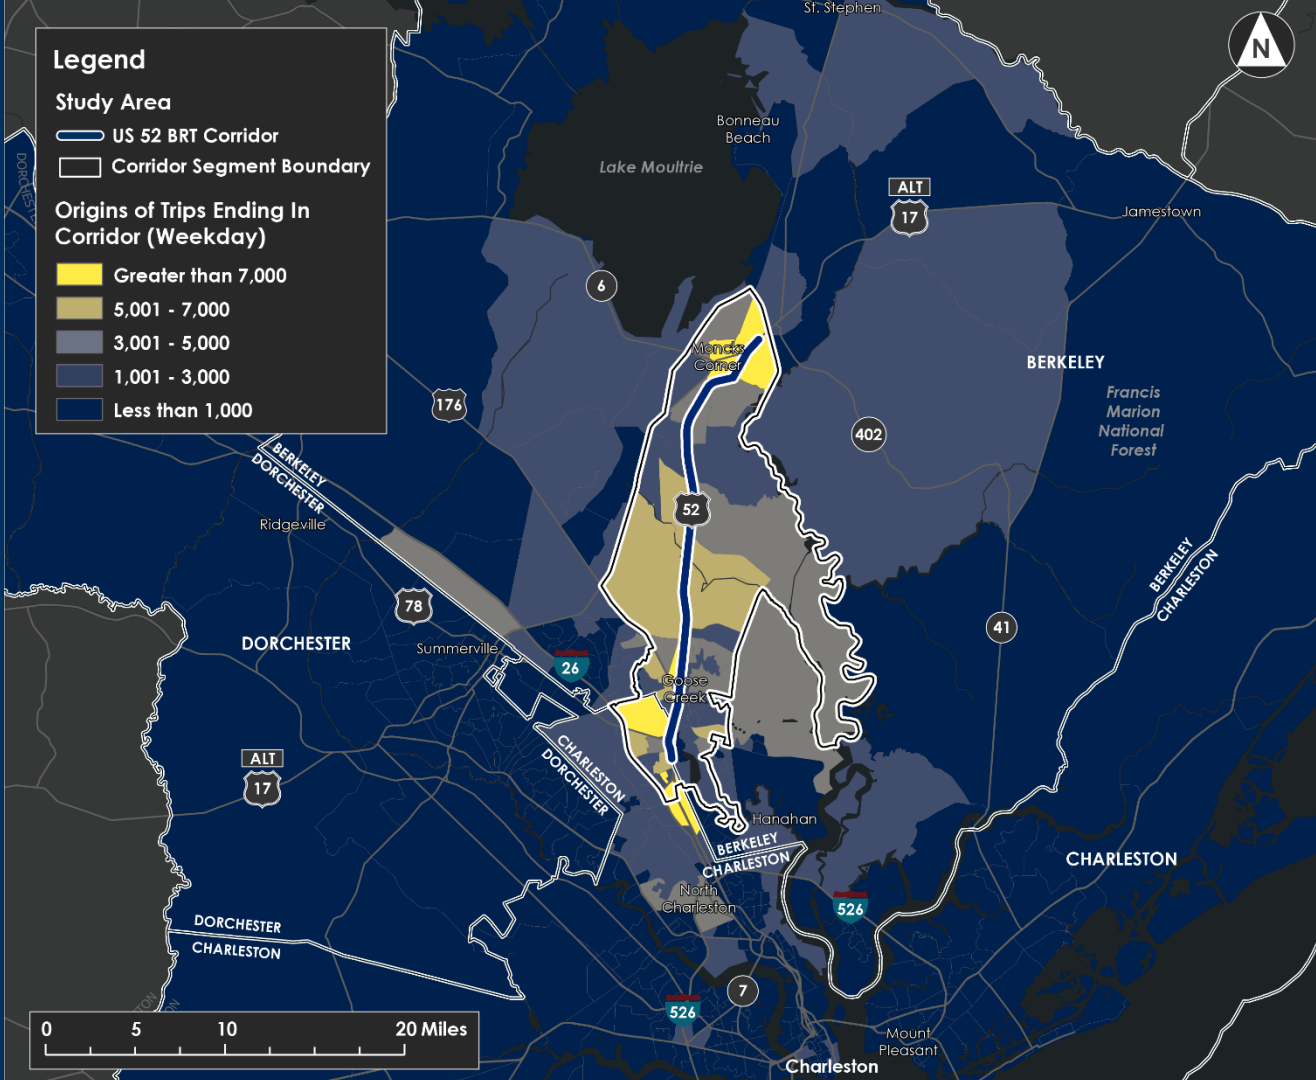 Legend
Study Area
US 52 BRT Corridor
Corridor Segment Boundary
Origins of Trips Ending In
Corridor (Weekday)
Greater than 7,000
5,001 - 7,000
3,001 - 5,000
1,001 - 3,000
Less than 1,000
N
St. Stephen
Bonneau
Beach
Lake Moultrie
ALT
17
Jamestown
6
Moncks
Corner
BERKELEY
Francis
Marion
National
Forest
176
402
BERKELEY
DORCHESTER
Ridgeville
52
BERKELEY
CHARLESTON
78
41
DORCHESTER
Summerville
26
Goose
Creek
ALT
17
CHARLESTON
DORCHESTER
Hanahan
BERKELEY
CHARLESTON
CHARLESTON
North
Charleston
526
DORCHESTER
CHARLESTON
7
526
Mount
Pleasant
Charleston
0 5 10 20 Miles